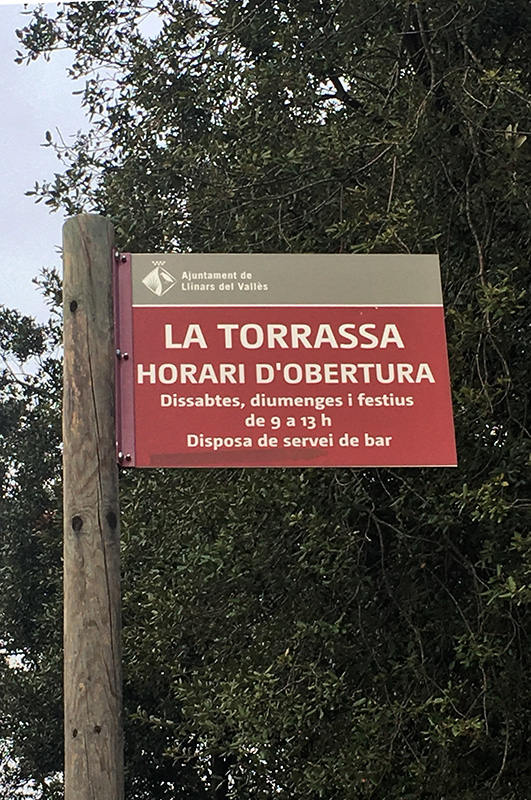 Ajuntament de
Llinars del Vallès
LA TORRASSA
HORARI D'OBERTURA
Dissabtes, diumenges i festius
de 9 a 13 h
Disposa de servei de bar